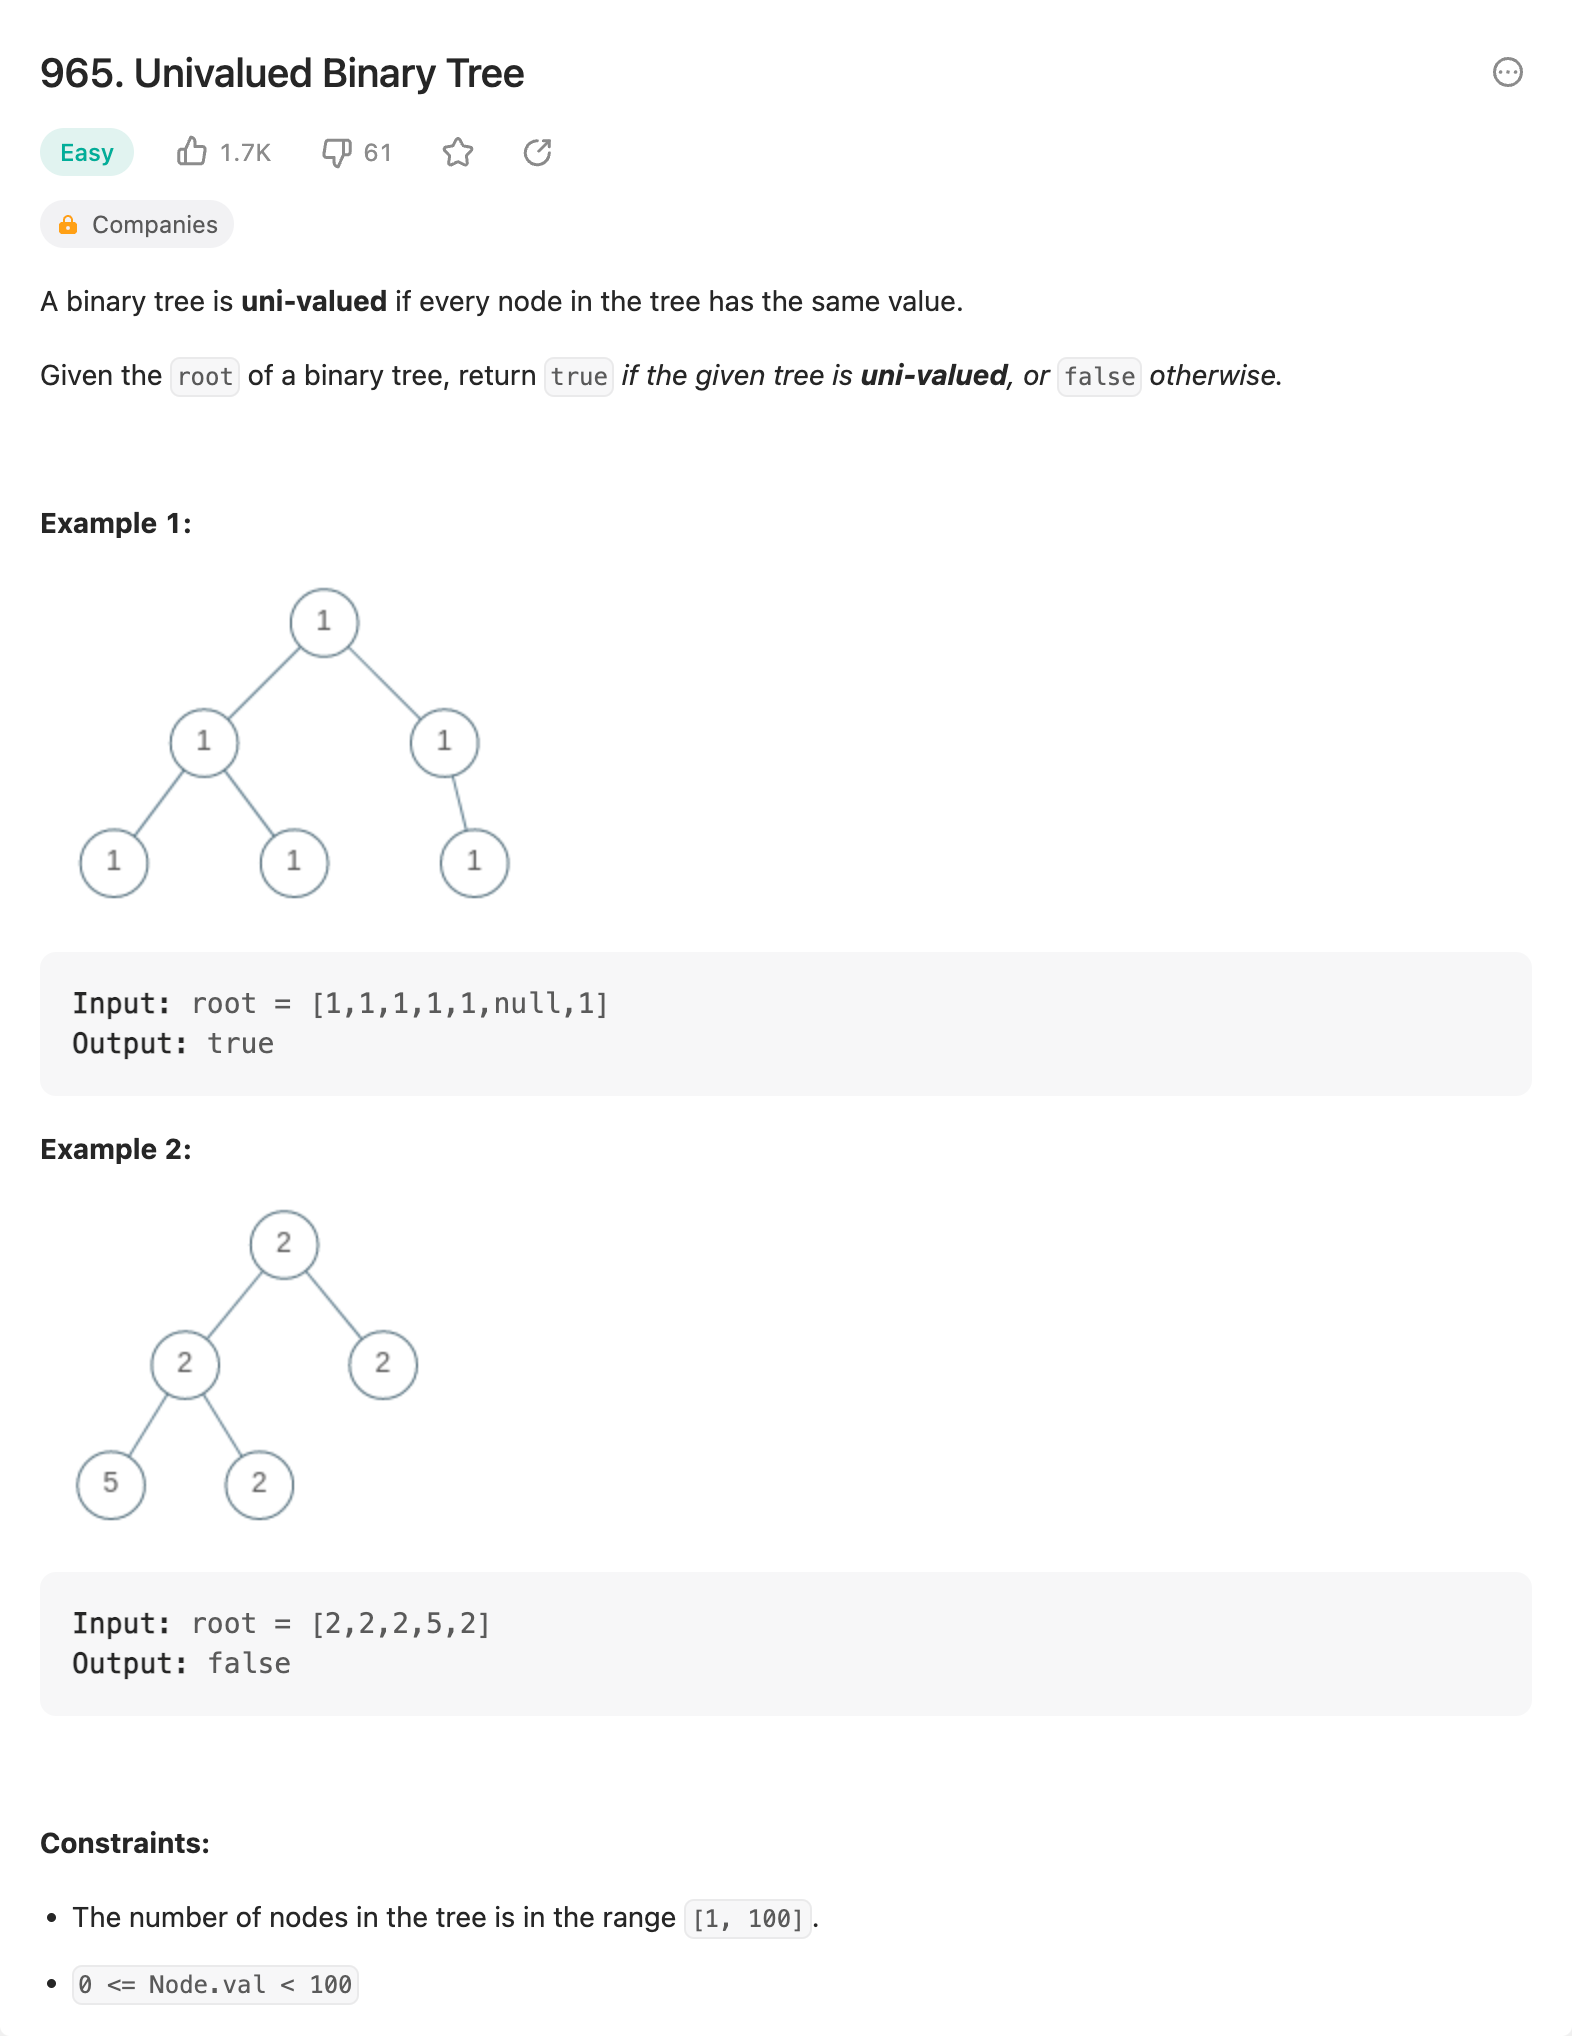 965. Univalued Binary Tree
Easy 1.7K 61
Companies
A binary tree is uni-valued if every node in the tree has the same value.
Given the root of a binary tree, return true if the given tree is uni-valued, or false otherwise.
Example 1:
1
1 1
1 1 1
Input: root = [1,1,1,1,1,null,1]
Output: true
Example 2:
2
2 2
5 2
Input: root = [2,2,2,5,2]
Output: false
Constraints:
• The number of nodes in the tree is in the range [1, 100].
• 0 <= Node.val < 100